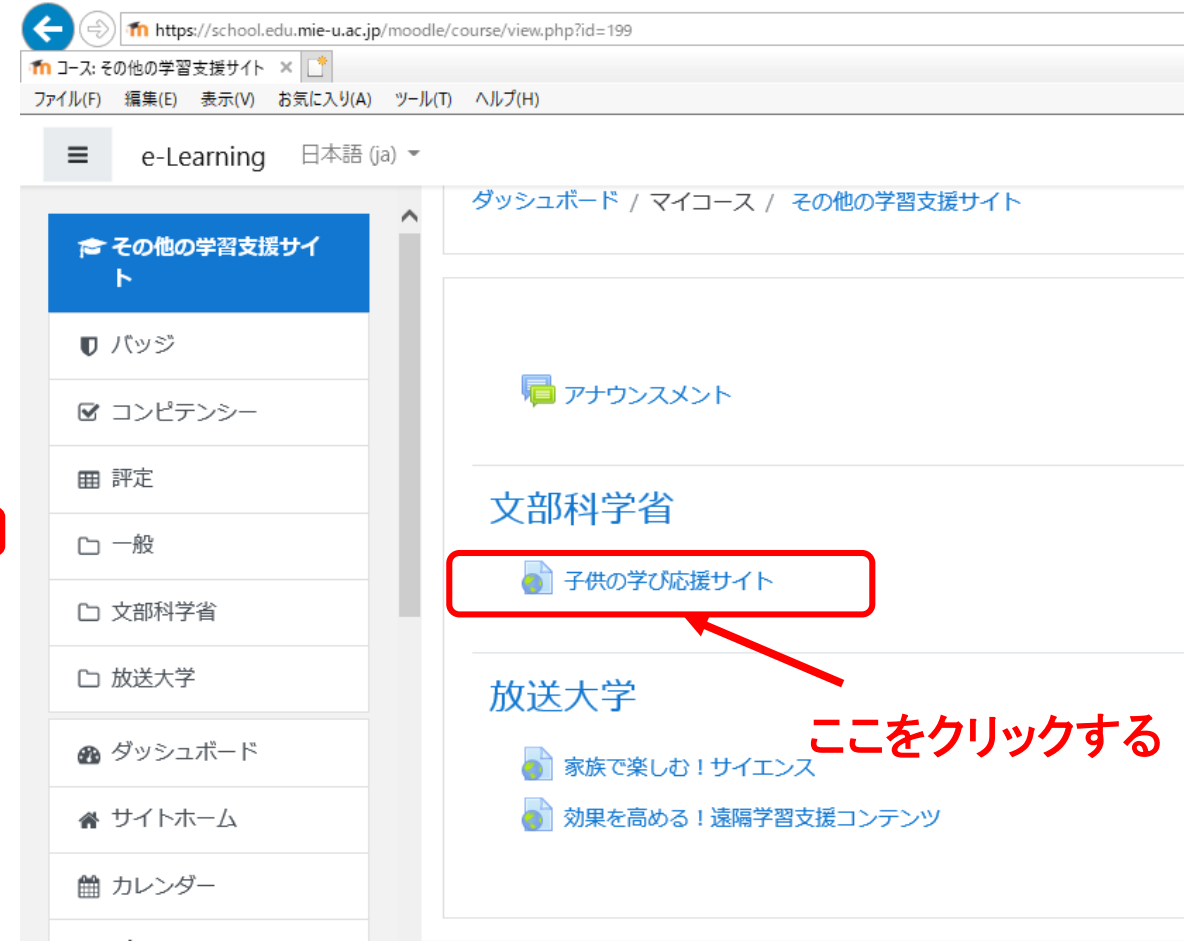 https://school.edu.mie-u.ac.jp/moodle/course/view.php?id=199
コース: その他の学習支援サイト
ファイル(F) 編集(E) 表示(V) お気に入り(A) ツール(T) ヘルプ(H)
e-Learning 日本語 (ja)
ダッシュボード / マイコース / その他の学習支援サイト
その他の学習支援サイ
ト
バッジ
コンピテンシー
評定
一般
文部科学省
放送大学
ダッシュボード
サイトホーム
カレンダー
アナウンスメント
文部科学省
子供の学び応援サイト
放送大学
ここをクリックする
家族で楽しむ！サイエンス
効果を高める！遠隔学習支援コンテンツ